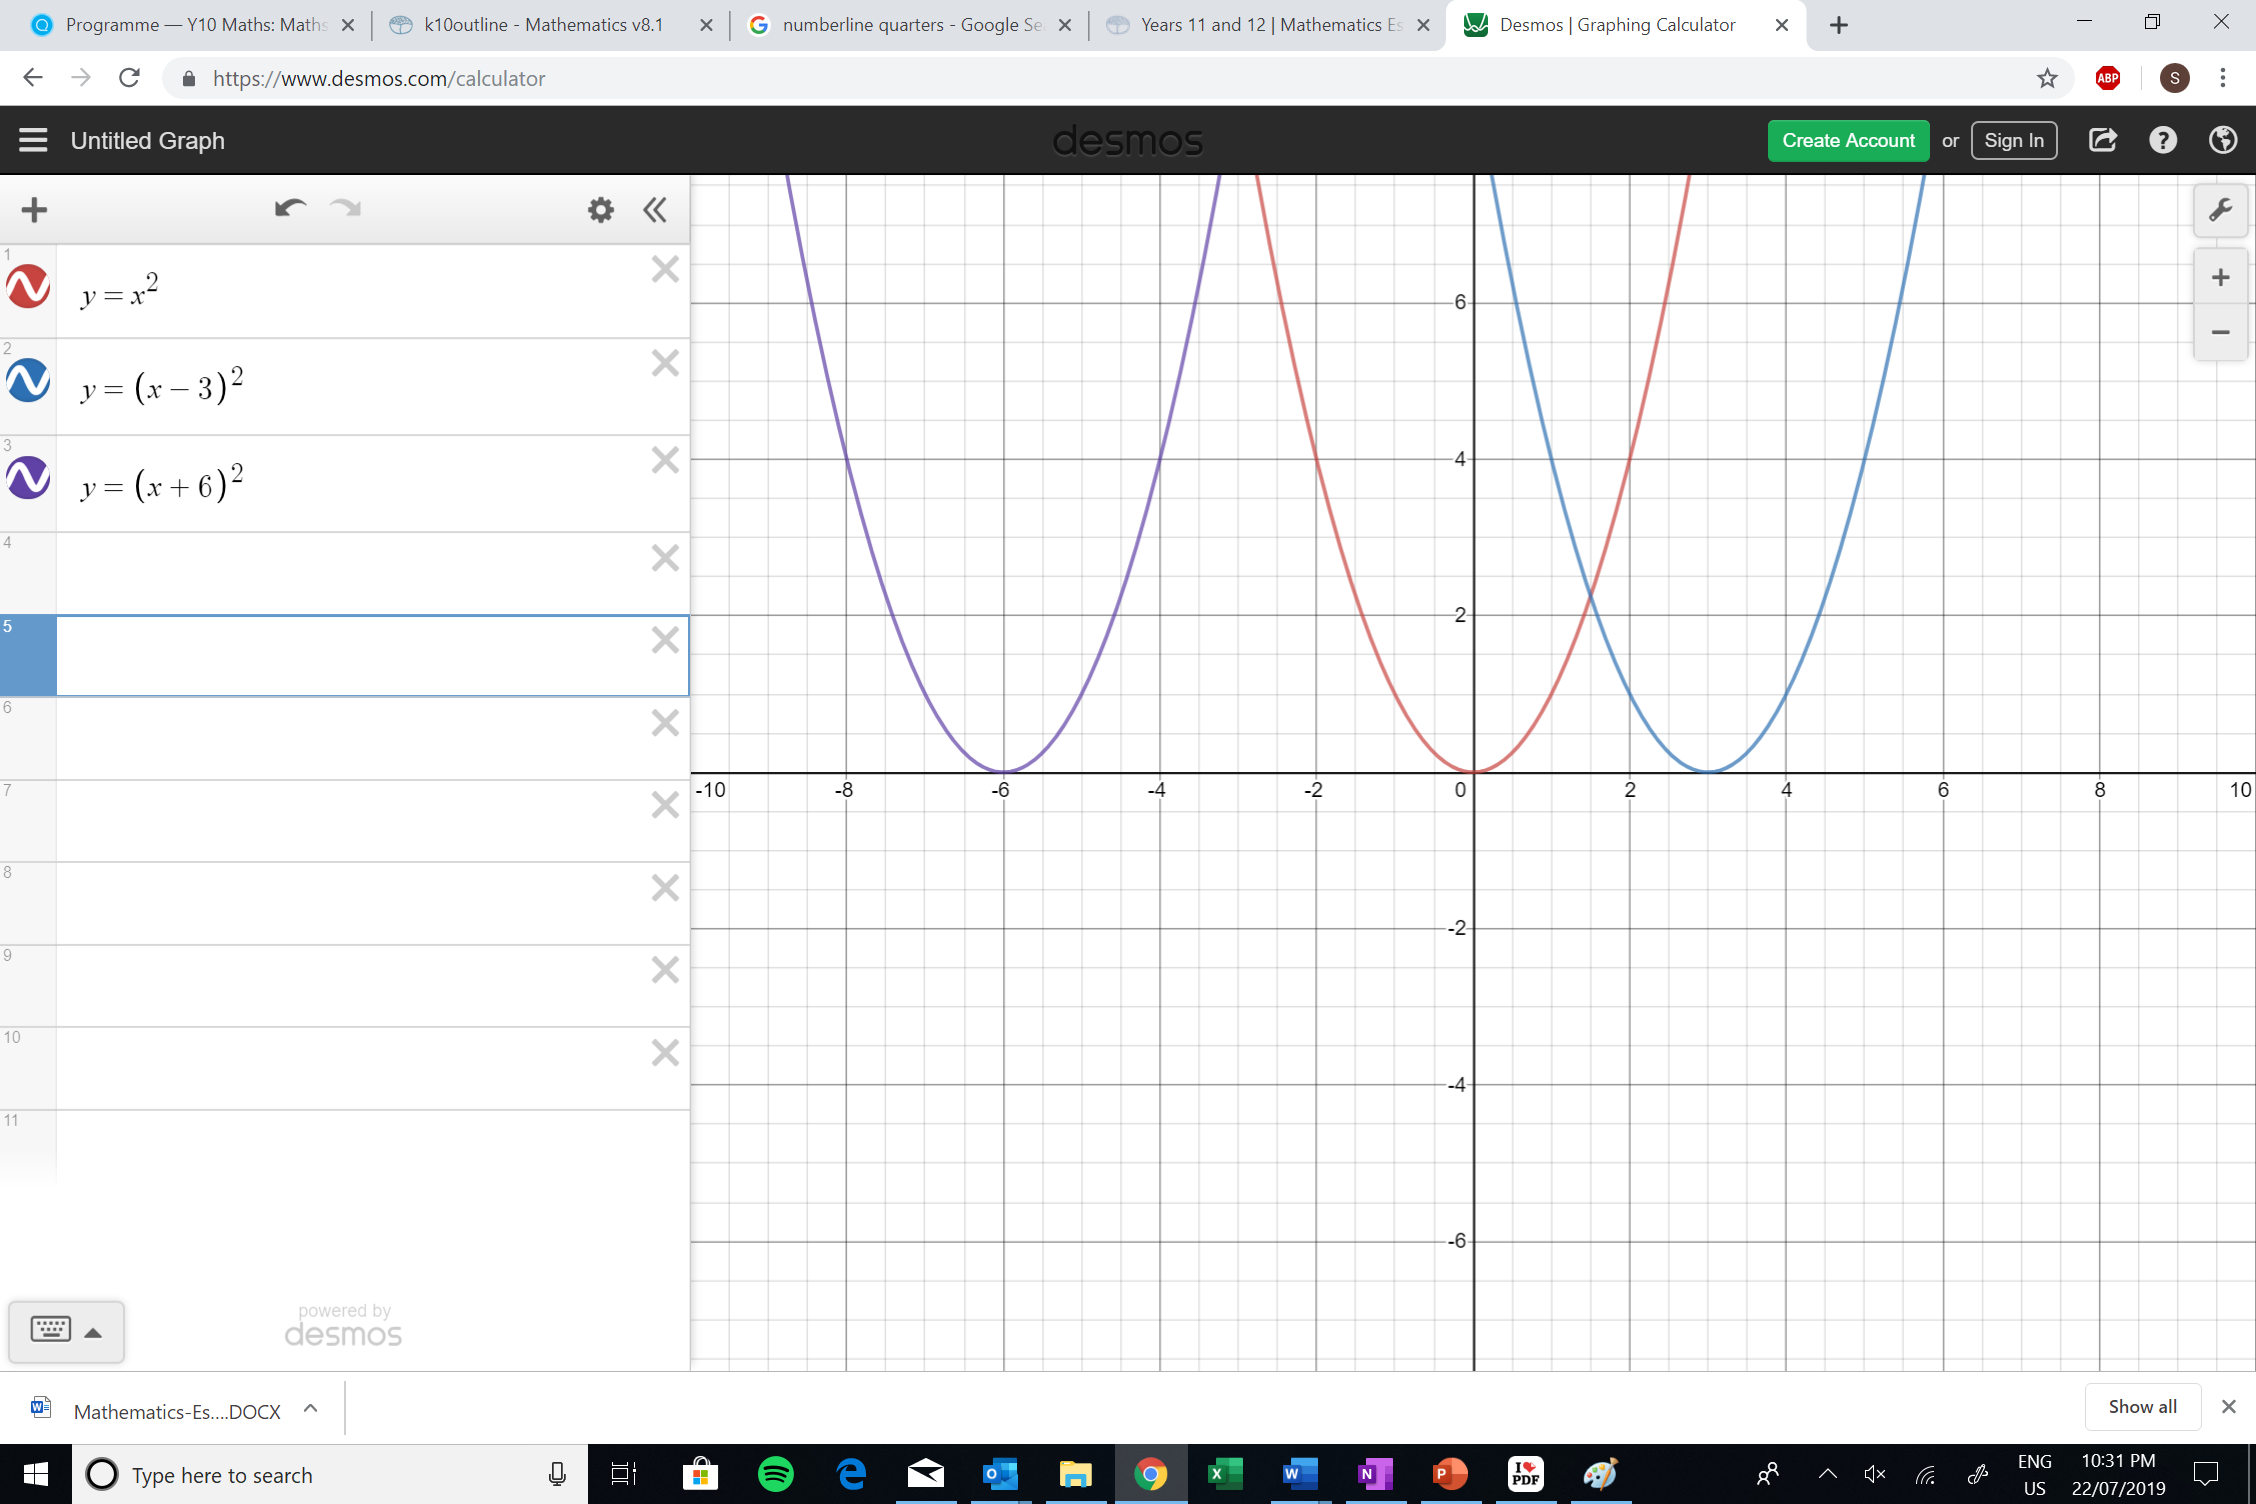 Programme — Y10 Maths: Maths
k10outline - Mathematics v8.1
numberline quarters - Google Se
Years 11 and 12 | Mathematics Es
Desmos | Graphing Calculator
https://www.desmos.com/calculator
ABP
S
Untitled Graph
desmos
Create Account or Sign In
1
y = x²
2
y = (x − 3)²
3
y = (x + 6)²
4
5
6
7
8
9
10
11
powered by
desmos
6
4
2
-10 -8 -6 -4 -2 0 2 4 6 8 10
-2
-4
-6
Mathematics-Es....DOCX
Show all
Type here to search
I PDF
ENG
US
10:31 PM
22/07/2019